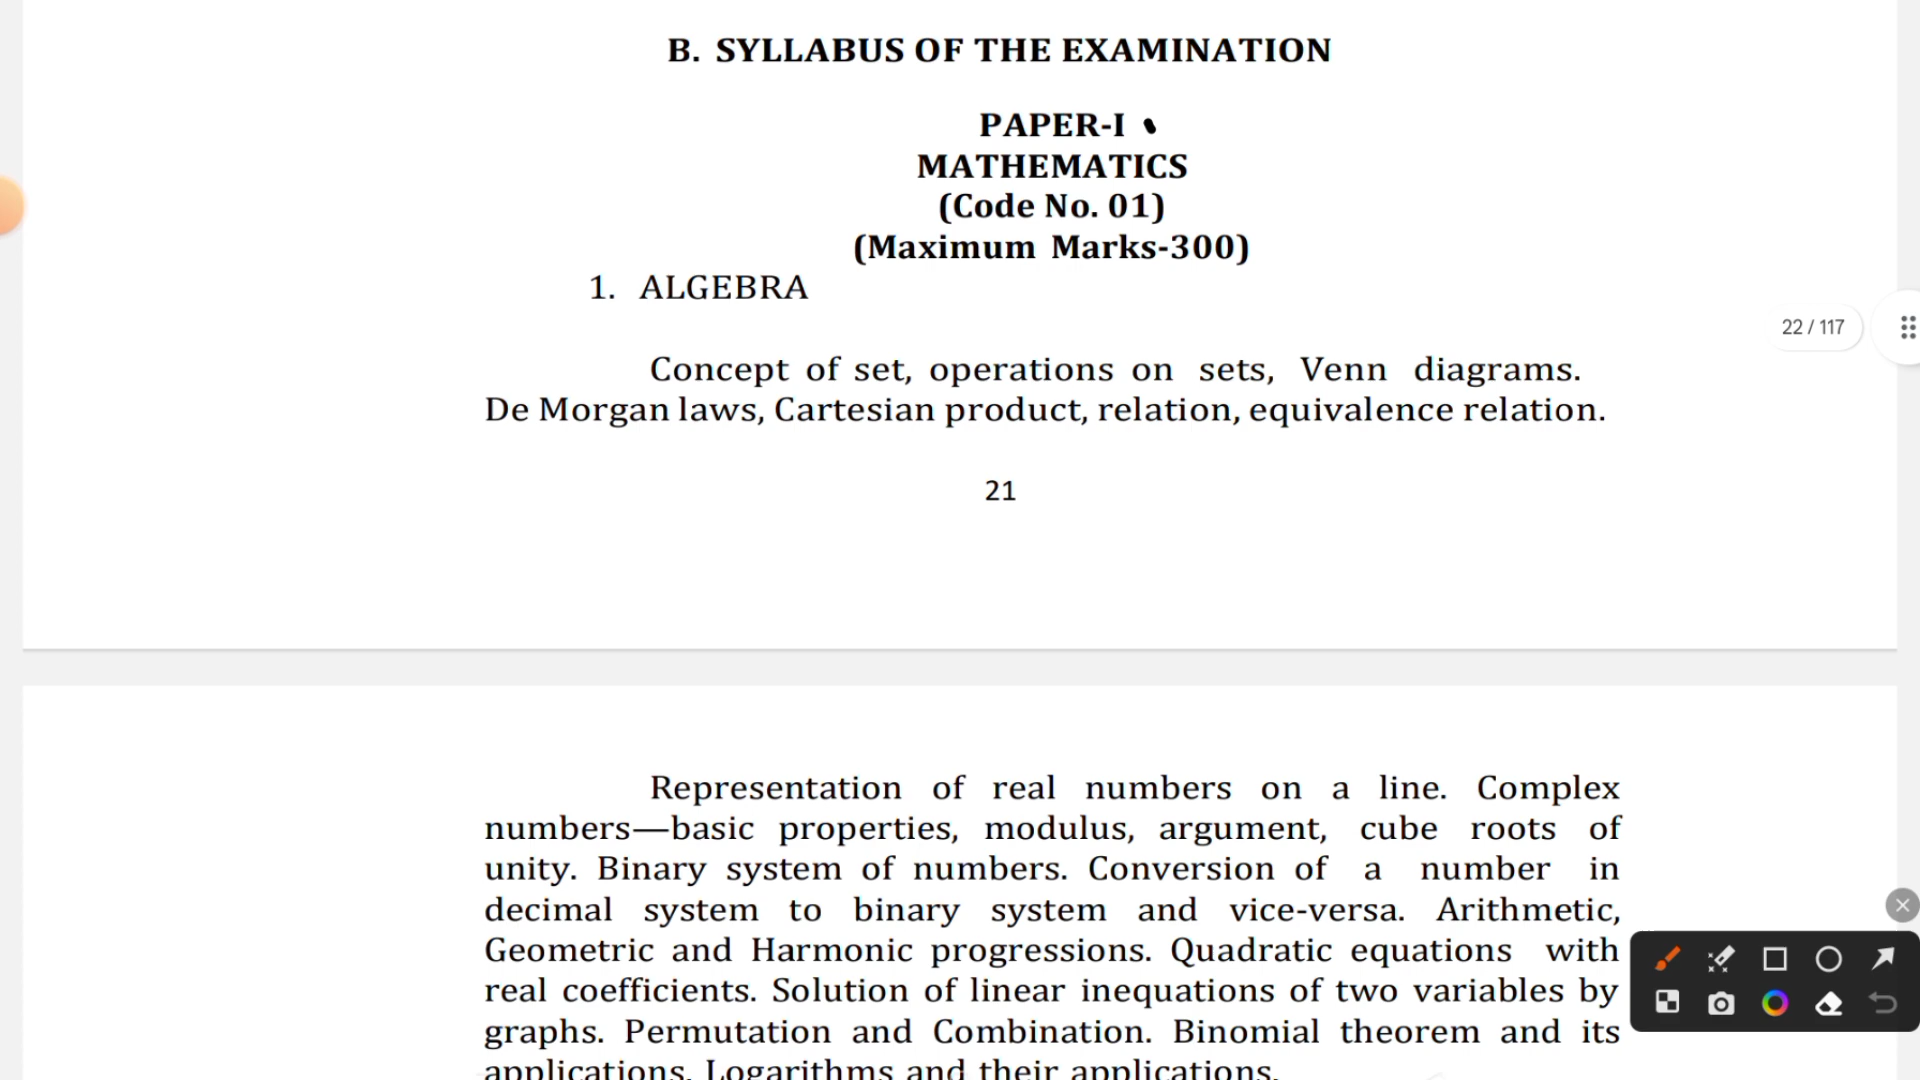 B. SYLLABUS OF THE EXAMINATION
PAPER-I
MATHEMATICS
(Code No. 01)
(Maximum Marks-300)
1. ALGEBRA
22 / 117
Concept of set, operations on sets, Venn diagrams.
De Morgan laws, Cartesian product, relation, equivalence relation.
21
Representation of real numbers on a line. Complex
numbers—basic properties, modulus, argument, cube roots of
unity. Binary system of numbers. Conversion of a number in
decimal system to binary system and vice-versa. Arithmetic,
Geometric and Harmonic progressions. Quadratic equations with
real coefficients. Solution of linear inequations of two variables by
graphs. Permutation and Combination. Binomial theorem and its
applications. Logarithms and their applications.